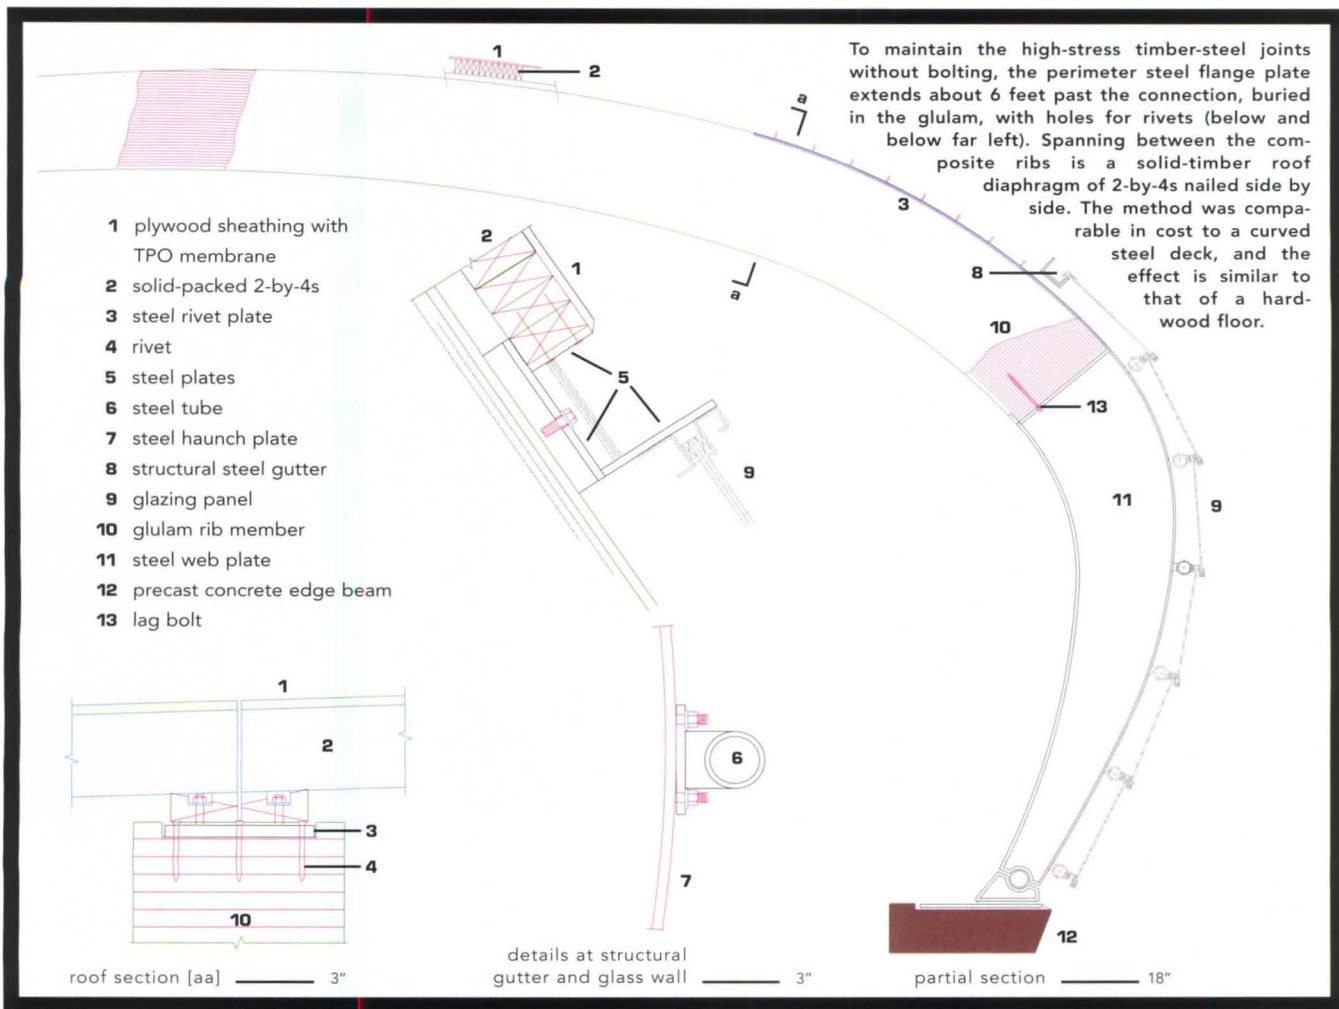 To maintain the high-stress timber-steel joints
without bolting, the perimeter steel flange plate
extends about 6 feet past the connection, buried
in the glulam, with holes for rivets (below and
below far left). Spanning between the com-
posite ribs is a solid-timber roof
diaphragm of 2-by-4s nailed side by
side. The method was compa-
rable in cost to a curved
steel deck, and the
effect is similar to
that of a hard-
wood floor.
1
2
a
3
a
8
10
13
11
9
12
1 plywood sheathing with
TPO membrane
2 solid-packed 2-by-4s
3 steel rivet plate
4 rivet
5 steel plates
6 steel tube
7 steel haunch plate
8 structural steel gutter
9 glazing panel
10 glulam rib member
11 steel web plate
12 precast concrete edge beam
13 lag bolt
2
1
5
9
6
7
1
2
3
4
10
roof section [aa] 3"
details at structural
gutter and glass wall 3"
partial section 18"